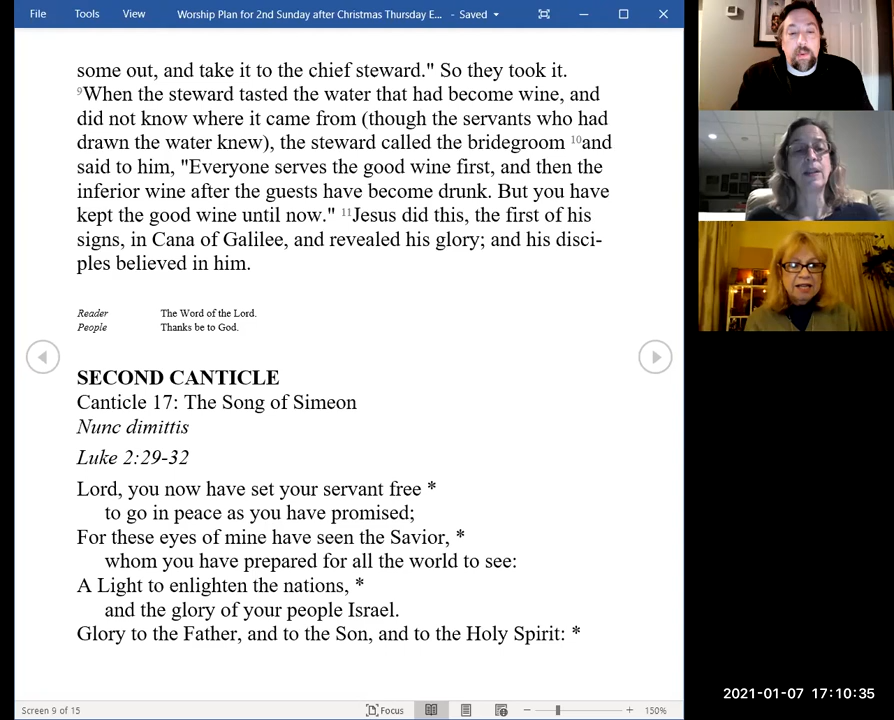 File Tools View Worship Plan for 2nd Sunday after Christmas Thursday E... - Saved
some out, and take it to the chief steward." So they took it.
9When the steward tasted the water that had become wine, and
did not know where it came from (though the servants who had
drawn the water knew), the steward called the bridegroom 10and
said to him, "Everyone serves the good wine first, and then the
inferior wine after the guests have become drunk. But you have
kept the good wine until now." 11Jesus did this, the first of his
signs, in Cana of Galilee, and revealed his glory; and his disci-
ples believed in him.
Reader The Word of the Lord.
People Thanks be to God.
SECOND CANTICLE
Canticle 17: The Song of Simeon
Nunc dimittis
Luke 2:29-32
Lord, you now have set your servant free *
to go in peace as you have promised;
For these eyes of mine have seen the Savior, *
whom you have prepared for all the world to see:
A Light to enlighten the nations, *
and the glory of your people Israel.
Glory to the Father, and to the Son, and to the Holy Spirit: *
Screen 9 of 15 Focus - + 150%
2021-01-07 17:10:35